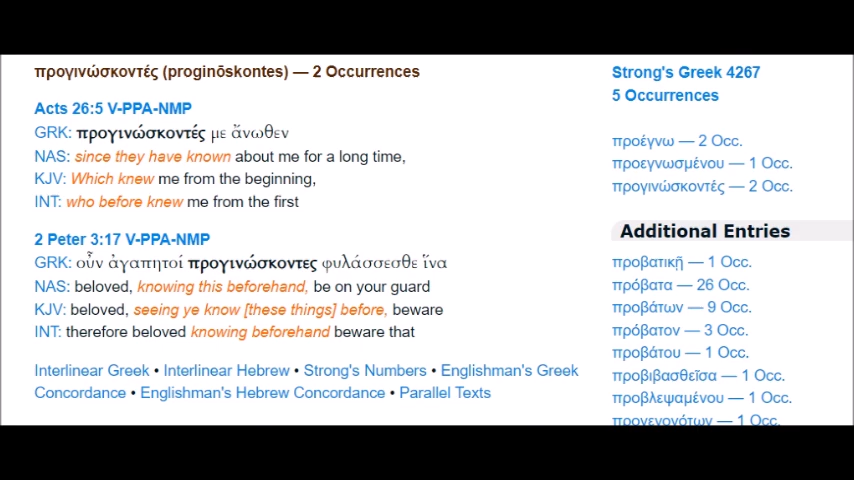 προγινώσκοντές (proginōskontes) — 2 Occurrences
Acts 26:5 V-PPA-NMP
GRK: προγινώσκοντές με ἄνωθεν
NAS: since they have known about me for a long time,
KJV: Which knew me from the beginning,
INT: who before knew me from the first
2 Peter 3:17 V-PPA-NMP
GRK: οὖν ἀγαπητοί προγινώσκοντες φυλάσσεσθε ἵνα
NAS: beloved, knowing this beforehand, be on your guard
KJV: beloved, seeing ye know [these things] before, beware
INT: therefore beloved knowing beforehand beware that
Interlinear Greek • Interlinear Hebrew • Strong's Numbers • Englishman's Greek
Concordance • Englishman's Hebrew Concordance • Parallel Texts
Strong's Greek 4267
5 Occurrences
προέγνω — 2 Occ.
προεγνωσμένου — 1 Occ.
προγινώσκοντές — 2 Occ.
Additional Entries
προβατικῇ — 1 Occ.
πρόβατα — 26 Occ.
προβάτων — 9 Occ.
πρόβατον — 3 Occ.
προβάτου — 1 Occ.
προβιβασθεῖσα — 1 Occ.
προβλεψαμένου — 1 Occ.
προγεγονότων — 1 Occ.